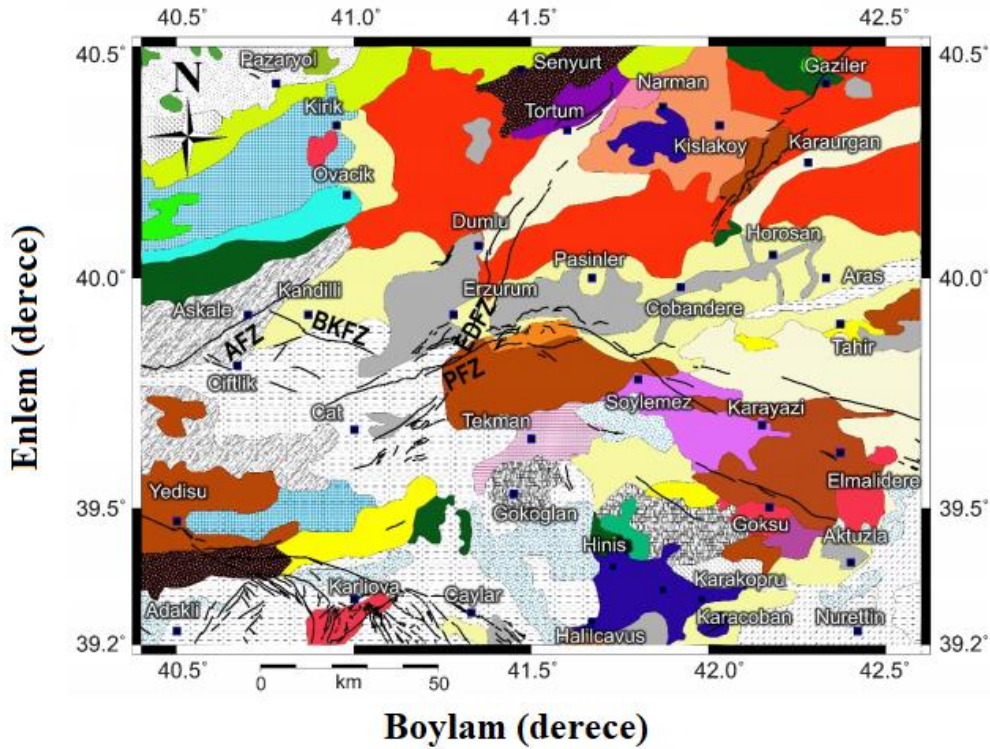 40.5˚ 41.0˚ 41.5˚ 42.0˚ 42.5˚
40.5˚ 40.5˚
Pazaryol Senyurt Gaziler
N Narman
Kirik Tortum
Kislakoy Karaurgan
Ovacik
Dumlu Horosan
Pasinler
40.0˚ Aras 40.0˚
Askale Kandilli Erzurum Cobandere
AFZ BKFZ EDFZ
Tahir
Ciftlik PFZ
Soylemez
Cat Tekman Karayazi
Elmalidere
Yedisu
39.5˚ 39.5˚
Gokoglan Goksu
Hinis Aktuzla
Karliova Karakopru
Adakli Caylar Karacoban Nurettin
Halilcavus
39.2˚ 39.2˚
40.5˚ 41.0˚ 41.5˚ 42.0˚ 42.5˚
0 km 50
Enlem (derece)
Boylam (derece)